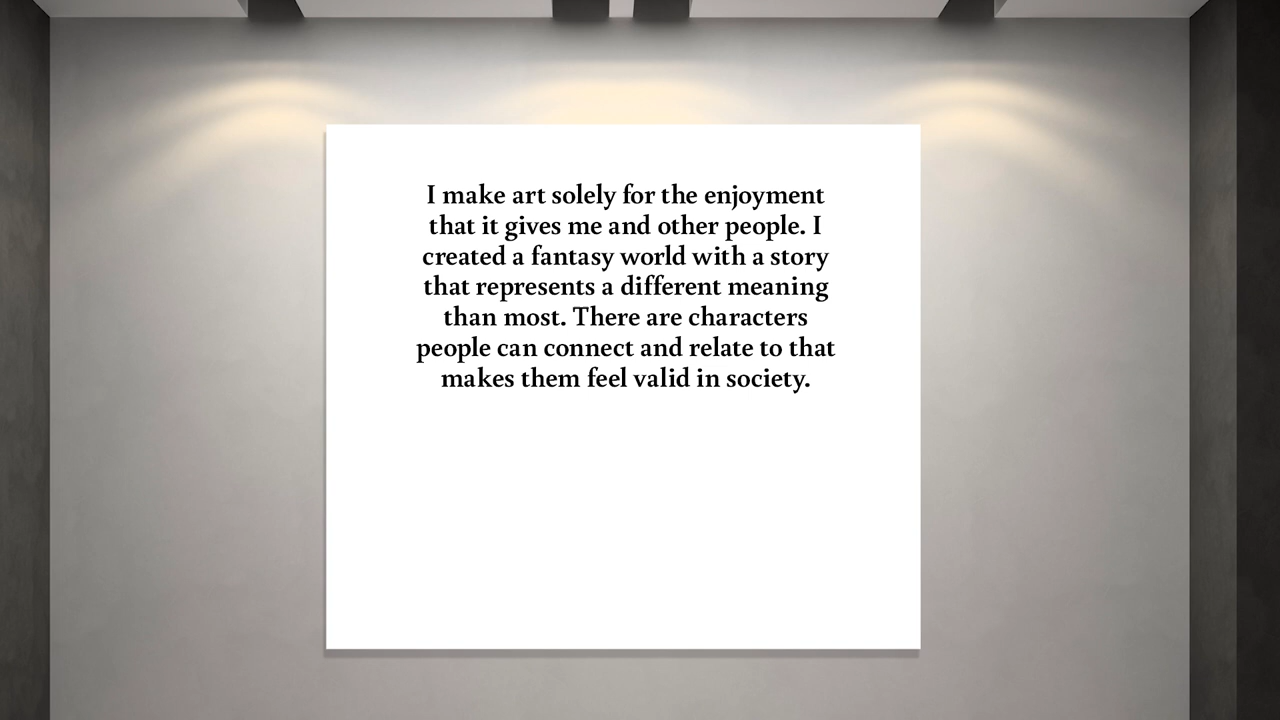 I make art solely for the enjoyment
that it gives me and other people. I
created a fantasy world with a story
that represents a different meaning
than most. There are characters
people can connect and relate to that
makes them feel valid in society.